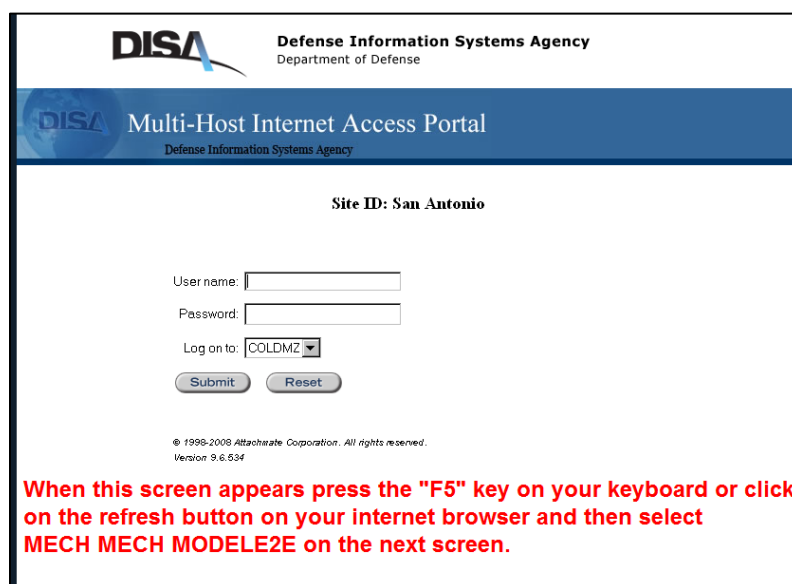 DISA
Defense Information Systems Agency
Department of Defense
DISA
Multi-Host Internet Access Portal
Defense Information Systems Agency
Site ID: San Antonio
User name:
Password:
Log on to: COLDMZ
Submit Reset
© 1998-2008 Attachmate Corporation. All rights reserved.
Version 9.6.534
When this screen appears press the "F5" key on your keyboard or click
on the refresh button on your internet browser and then select
MECH MECH MODELE2E on the next screen.